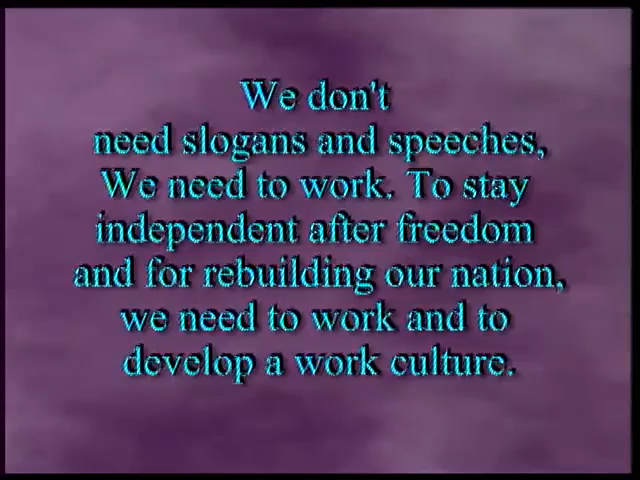 We don't
need slogans and speeches,
We need to work. To stay
independent after freedom
and for rebuilding our nation,
we need to work and to
develop a work culture.